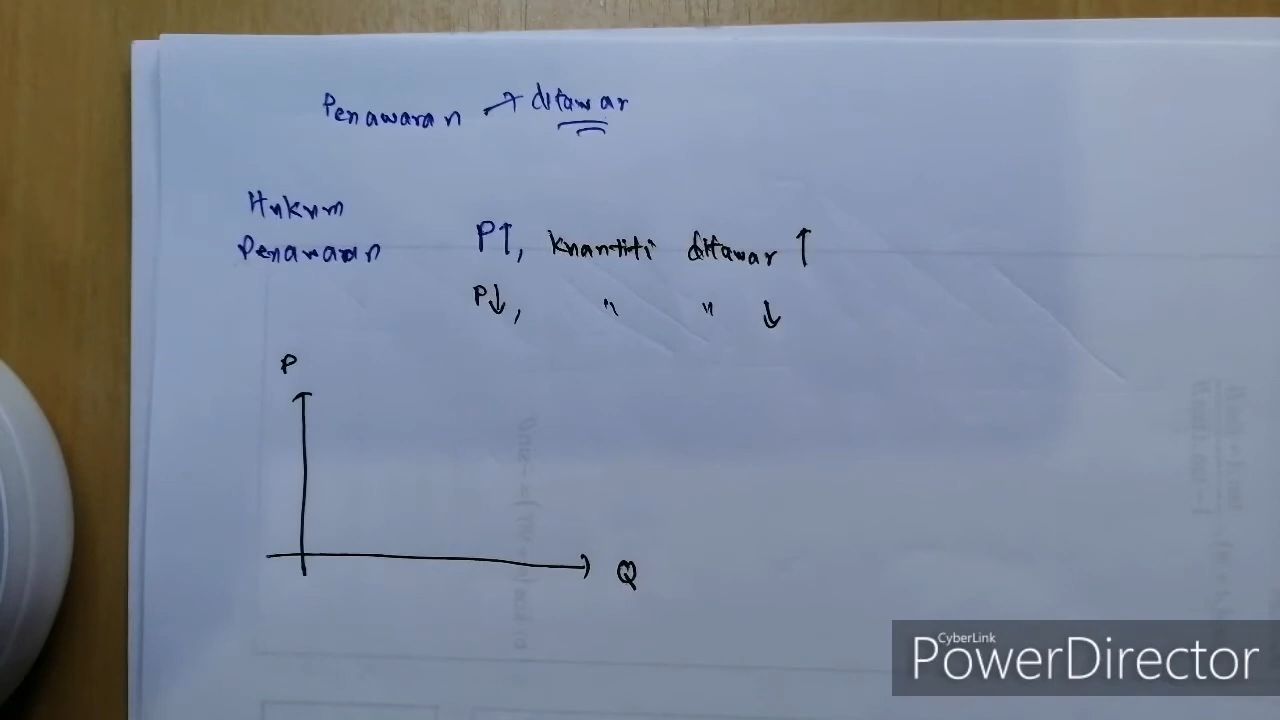 Penawaran → ditawar
Hukum
Penawaran
P↑, kuantiti ditawar ↑
P↓, " " ↓
P
Q
CyberLink
PowerDirector